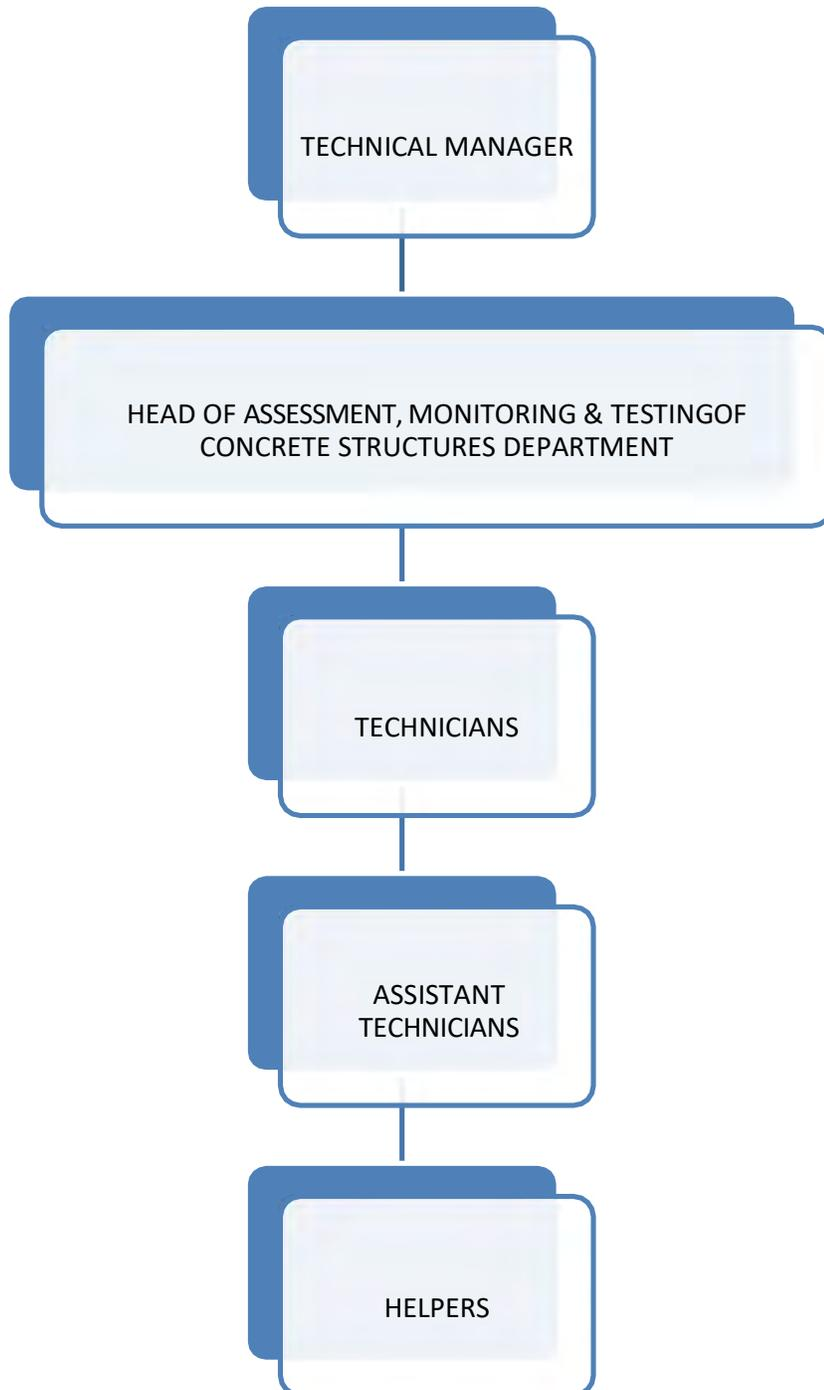 TECHNICAL MANAGER
HEAD OF ASSESSMENT, MONITORING & TESTINGOF
CONCRETE STRUCTURES DEPARTMENT
TECHNICIANS
ASSISTANT
TECHNICIANS
HELPERS